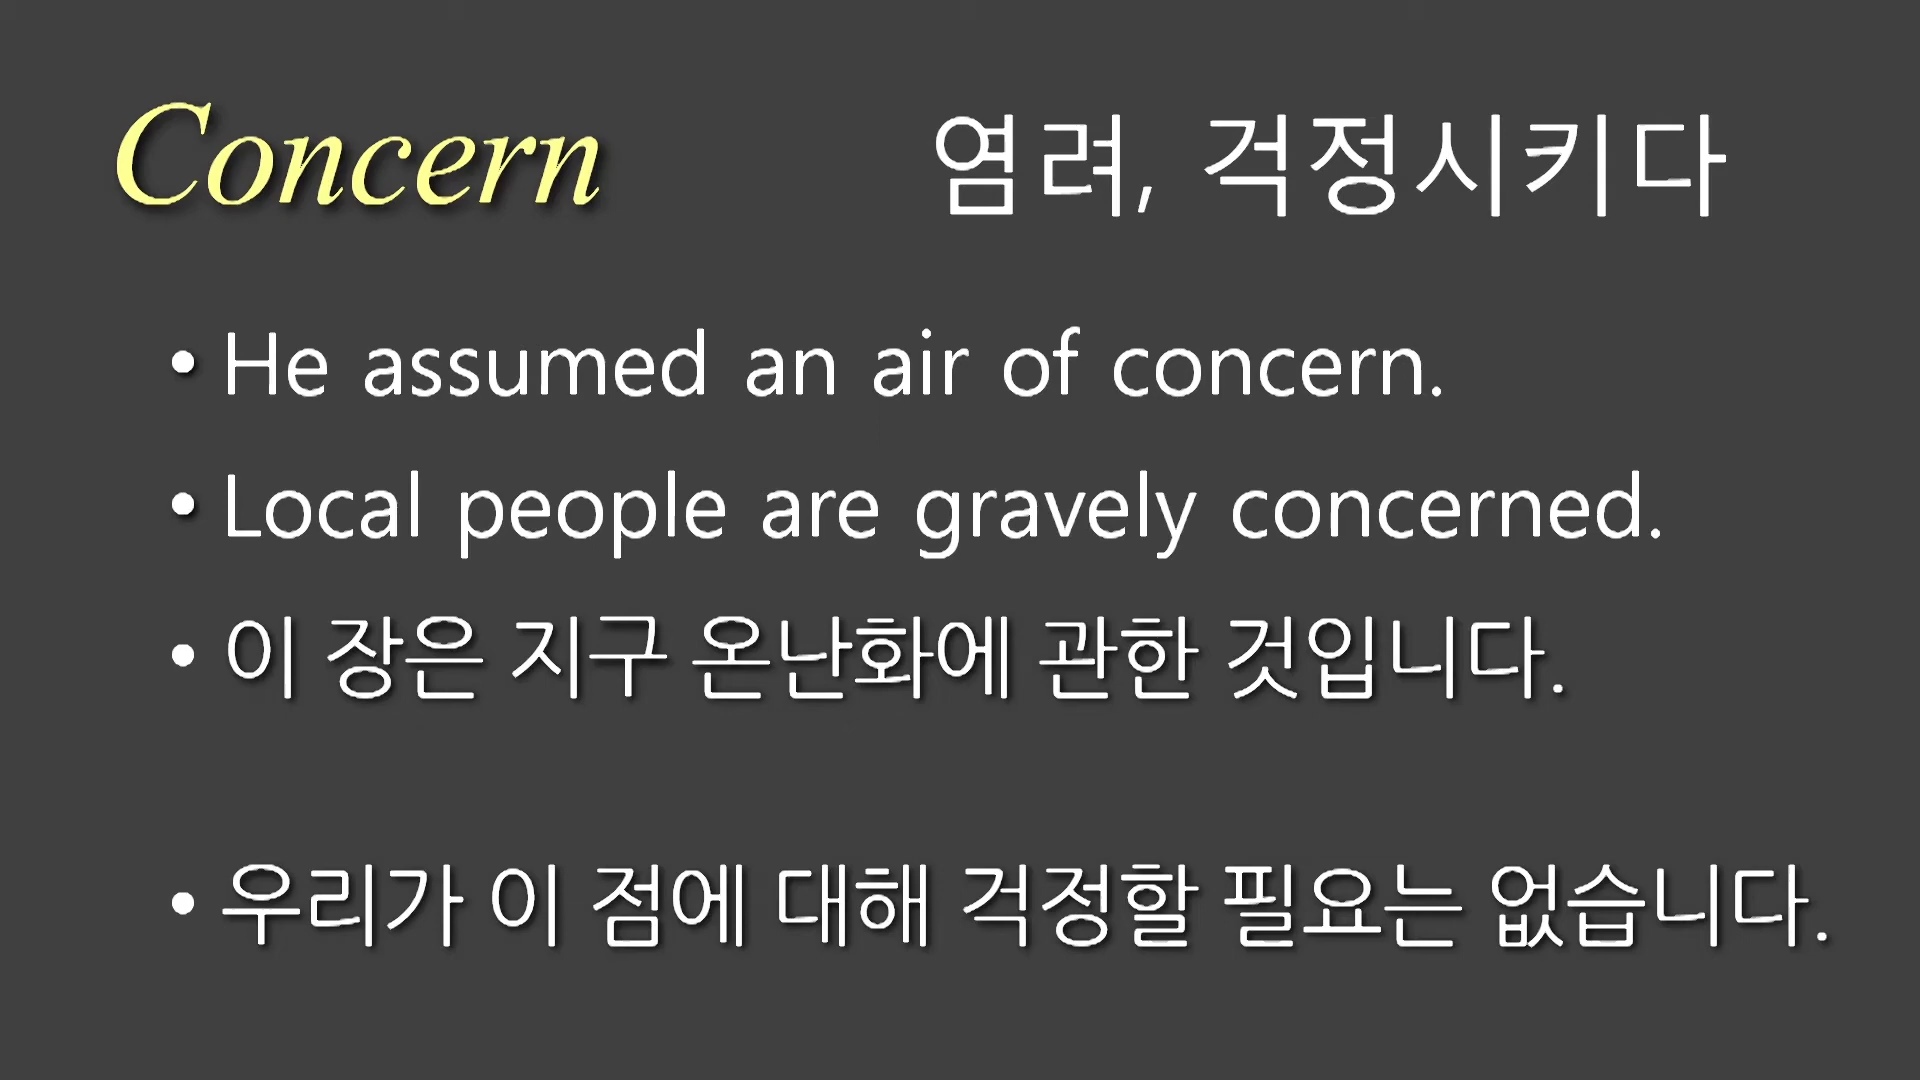 Concern 염려, 걱정시키다
• He assumed an air of concern.
• Local people are gravely concerned.
• 이 장은 지구 온난화에 관한 것입니다.
• 우리가 이 점에 대해 걱정할 필요는 없습니다.